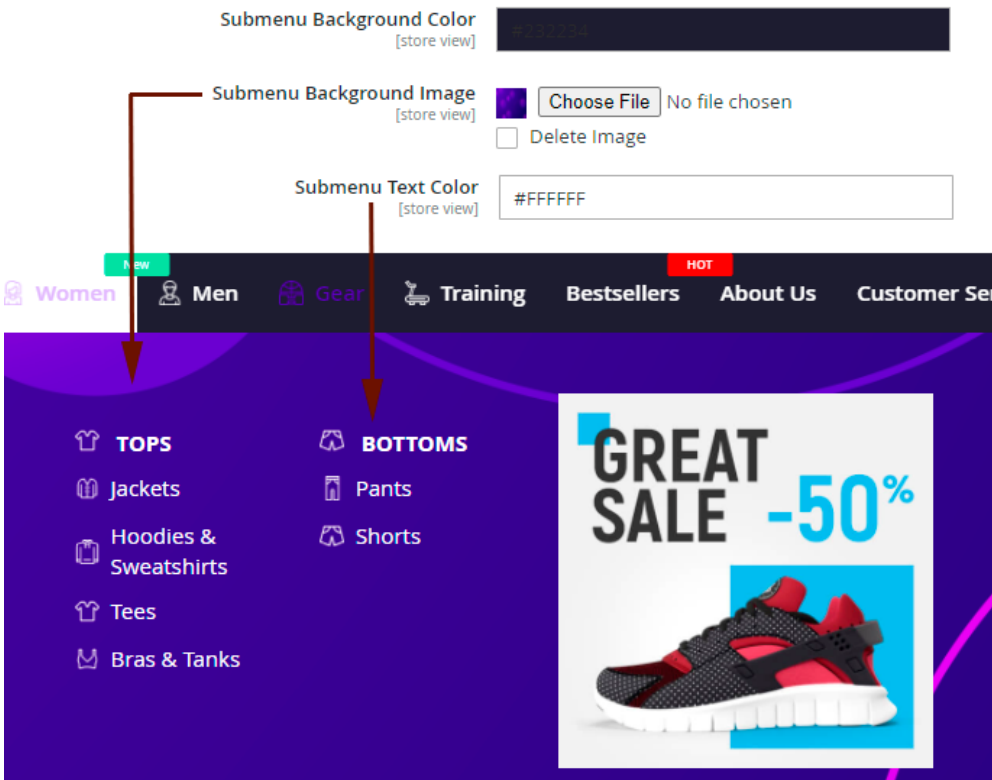 Submenu Background Color
[store view]
#232234
Submenu Background Image
[store view]
Choose File No file chosen
Delete Image
Submenu Text Color
[store view]
#FFFFFF
New
HOT
Women Men Gear Training Bestsellers About Us Customer Ser
TOPS
BOTTOMS
Jackets
Pants
Hoodies &
Sweatshirts
Shorts
Tees
Bras & Tanks
GREAT
SALE -50%